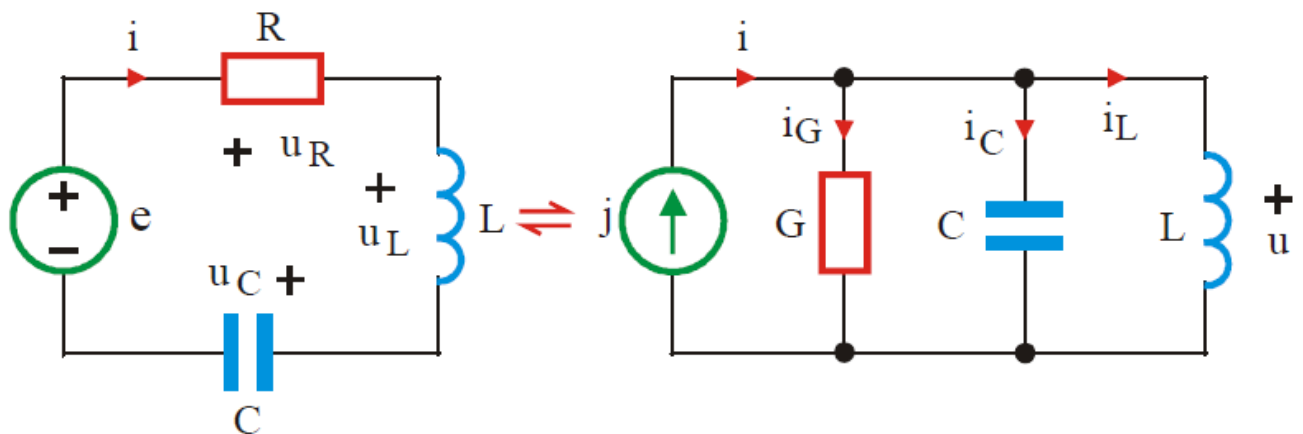 i R
+ u_R
+ e
−
+ u_L
L
u_C +
C
i
i_G i_C i_L
j G C L + u